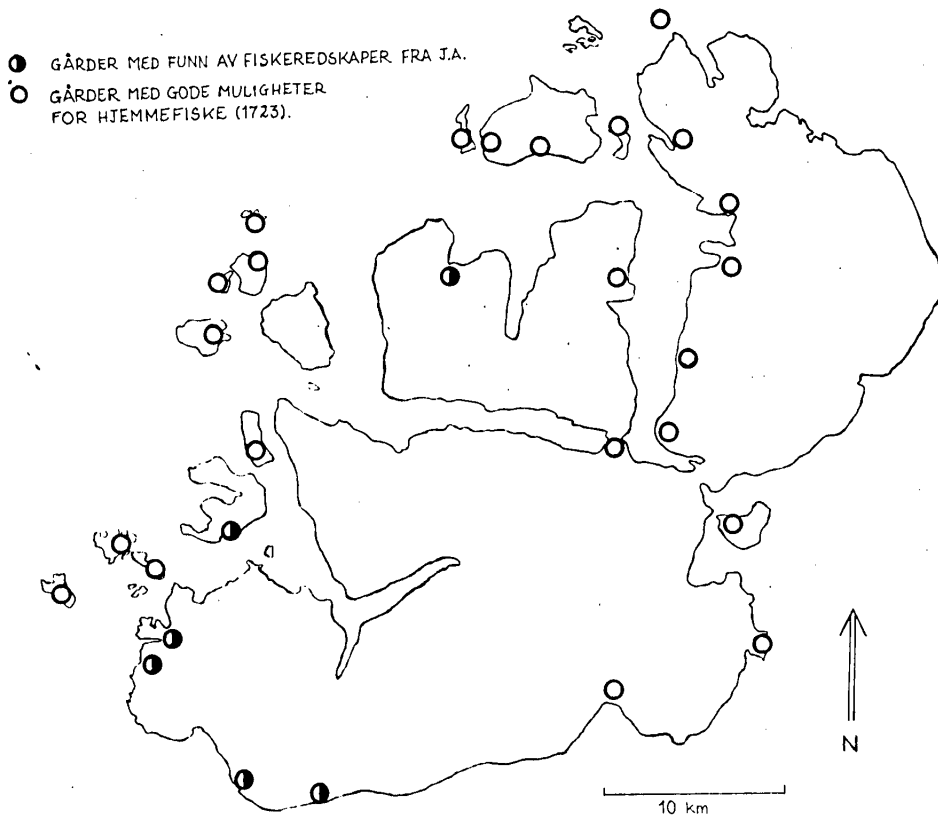 GÅRDER MED FUNN AV FISKEREDSKAPER FRA J.A.
GÅRDER MED GODE MULIGHETER
FOR HJEMMEFISKE (1723).
N
10 km